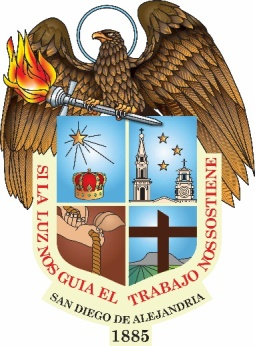 SI LA LUZ NOS GUIA EL TRABAJO NOS SOSTIENE
SAN DIEGO DE ALEJANDRIA
1885